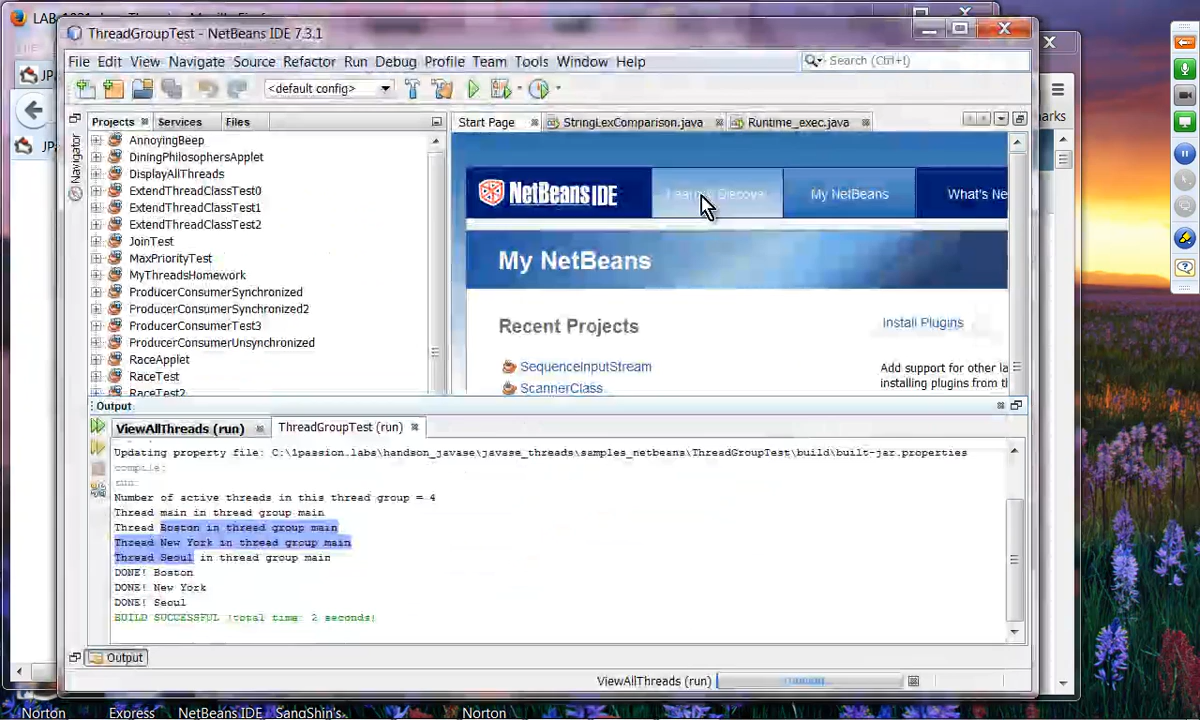 ThreadGroupTest - NetBeans IDE 7.3.1
File Edit View Navigate Source Refactor Run Debug Profile Team Tools Window Help
Search (Ctrl+I)
<default config>
arks
Projects Services Files
Start Page StringLexComparison.java Runtime_exec.java
Navigator
AnnoyingBeep
DiningPhilosophersApplet
DisplayAllThreads
ExtendThreadClassTest0
ExtendThreadClassTest1
ExtendThreadClassTest2
JoinTest
MaxPriorityTest
MyThreadsHomework
ProducerConsumerSynchronized
ProducerConsumerSynchronized2
ProducerConsumerTest3
ProducerConsumerUnsynchronized
RaceApplet
RaceTest
RaceTest2
NetBeans IDE
My NetBeans
What's Ne
My NetBeans
Recent Projects
Install Plugins
SequenceInputStream
ScannerClass
Add support for other la
installing plugins from tl
Output
ViewAllThreads (run) ThreadGroupTest (run)
Updating property file: C:\1passion.labs\handson_javase\javase_threads\samples_netbeans\ThreadGroupTest\build\built-jar.properties
compile:
run:
Number of active threads in this thread group = 4
Thread main in thread group main
Thread Boston in thread group main
Thread New York in thread group main
Thread Seoul in thread group main
DONE! Boston
DONE! New York
DONE! Seoul
BUILD SUCCESSFUL (total time: 2 seconds)
Output
ViewAllThreads (run)
Norton Express NetBeans IDE SangShin's Norton